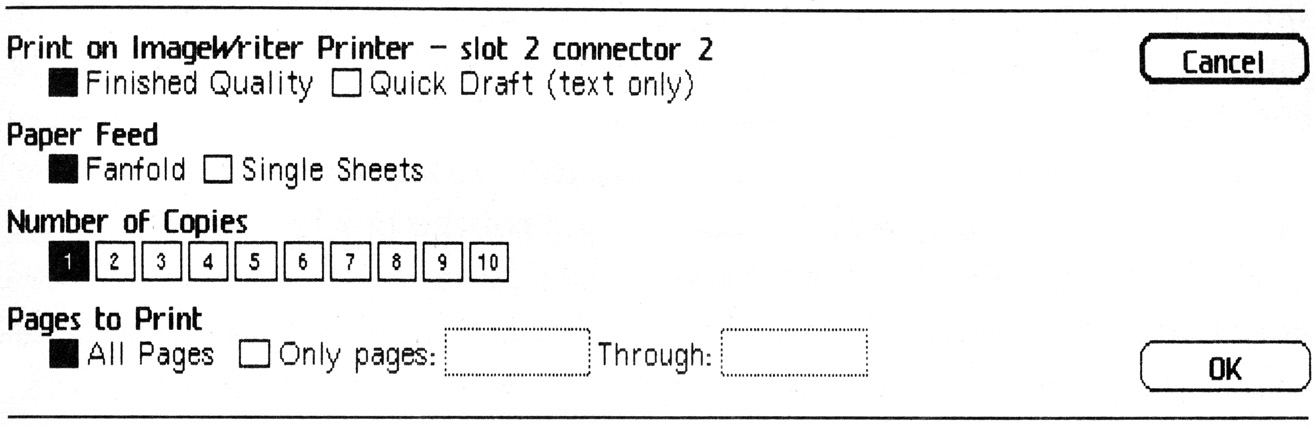 Print on ImageWriter Printer – slot 2 connector 2
Cancel
Finished Quality Quick Draft (text only)
Paper Feed
Fanfold Single Sheets
Number of Copies
1 2 3 4 5 6 7 8 9 10
Pages to Print
All Pages Only pages: Through:
OK